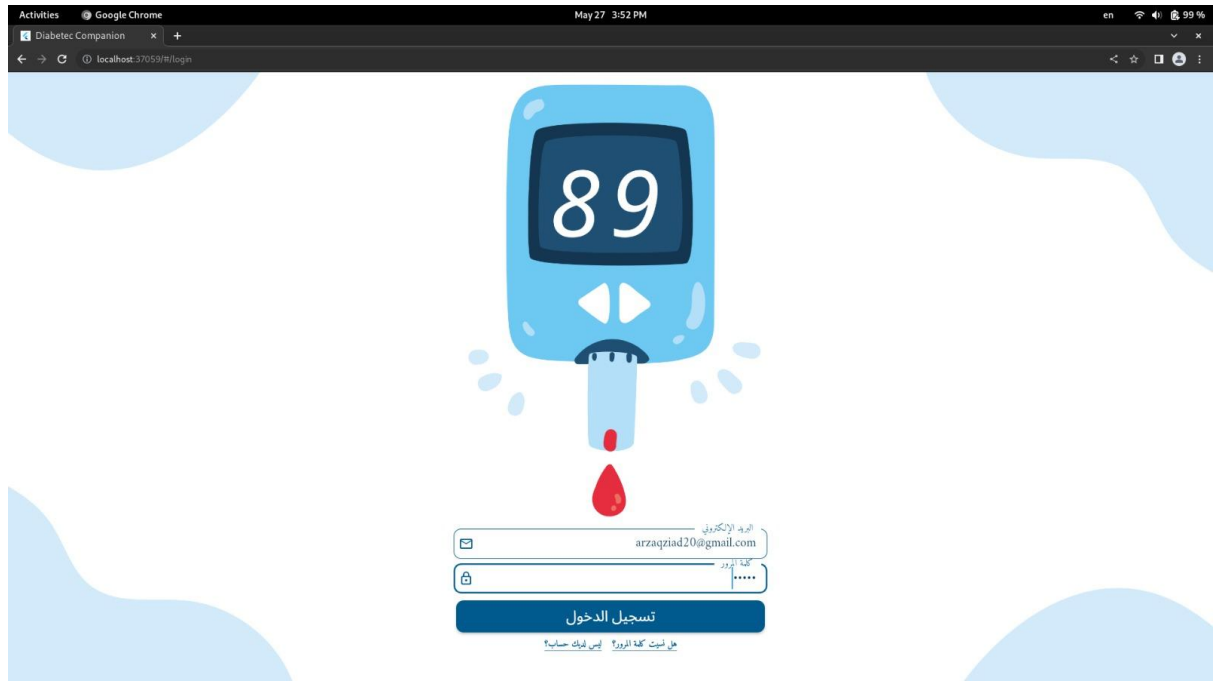 Activities Google Chrome May 27 3:52 PM en 99 %
Diabetec Companion
localhost:37059/#/login
89
البريد الإلكتروني
arzaqziad20@gmail.com
كلمة المرور
•••••
تسجيل الدخول
هل نسيت كلمة المرور؟ ليس لديك حساب؟